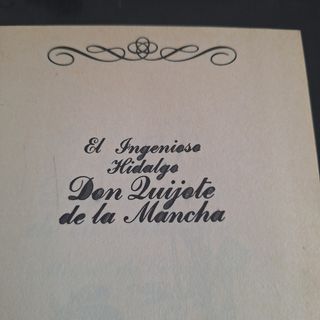 El Ingenioso
Hidalgo
Don Quijote
de la Mancha